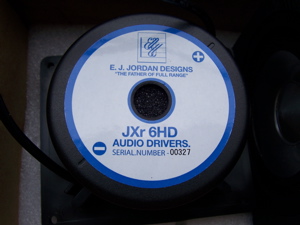 E. J. JORDAN DESIGNS
"THE FATHER OF FULL RANGE"
JXr 6HD
AUDIO DRIVERS.
SERIAL.NUMBER - 00327